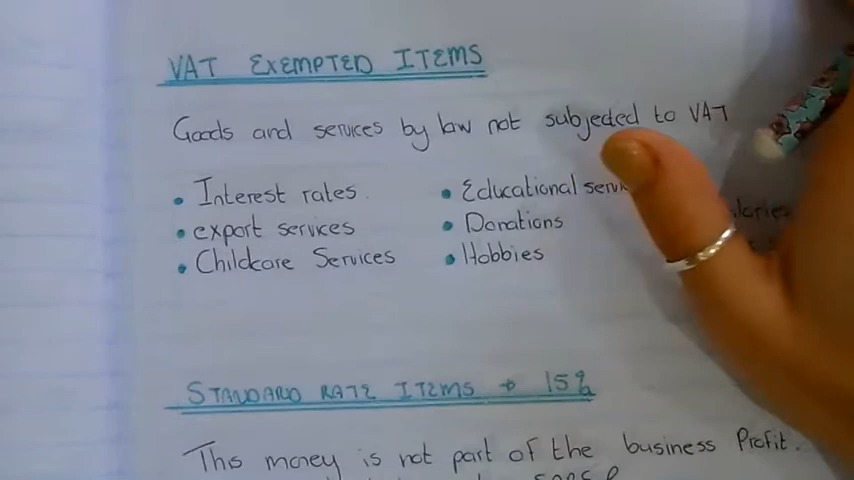 VAT EXEMPTED ITEMS
Goods and services by law not subjected to VAT
• Interest rates • Educational
• export services • Donations
• Childcare Services • Hobbies
STANDARD RATE ITEMS → 15%
This money is not part of the business Profit.